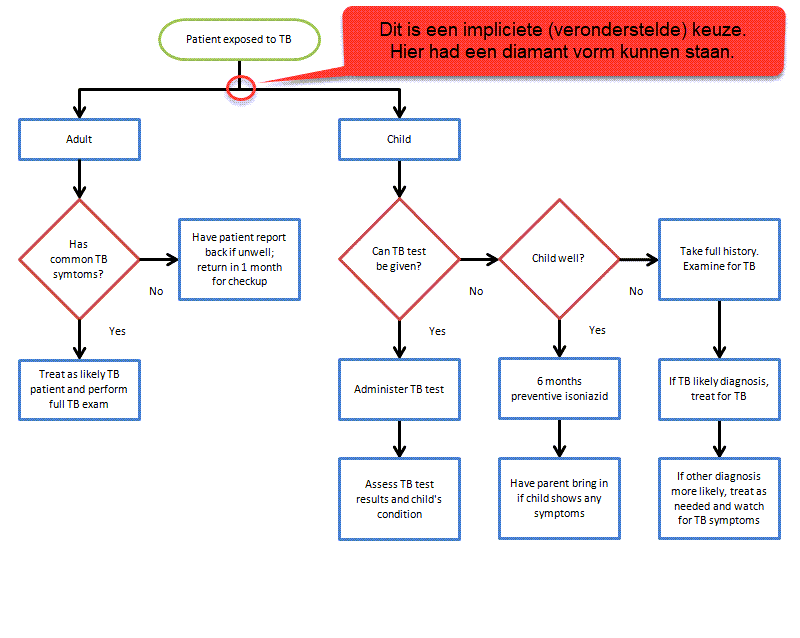 Patient exposed to TB
Dit is een impliciete (veronderstelde) keuze.
Hier had een diamant vorm kunnen staan.
Adult
Child
Has
common TB
symtoms?
No
Yes
Have patient report
back if unwell;
return in 1 month
for checkup
Treat as likely TB
patient and perform
full TB exam
Can TB test
be given?
No
Yes
Administer TB test
Assess TB test
results and child's
condition
Child well?
No
Yes
6 months
preventive isoniazid
Have parent bring in
if child shows any
symptoms
Take full history.
Examine for TB
If TB likely diagnosis,
treat for TB
If other diagnosis
more likely, treat as
needed and watch
for TB symptoms